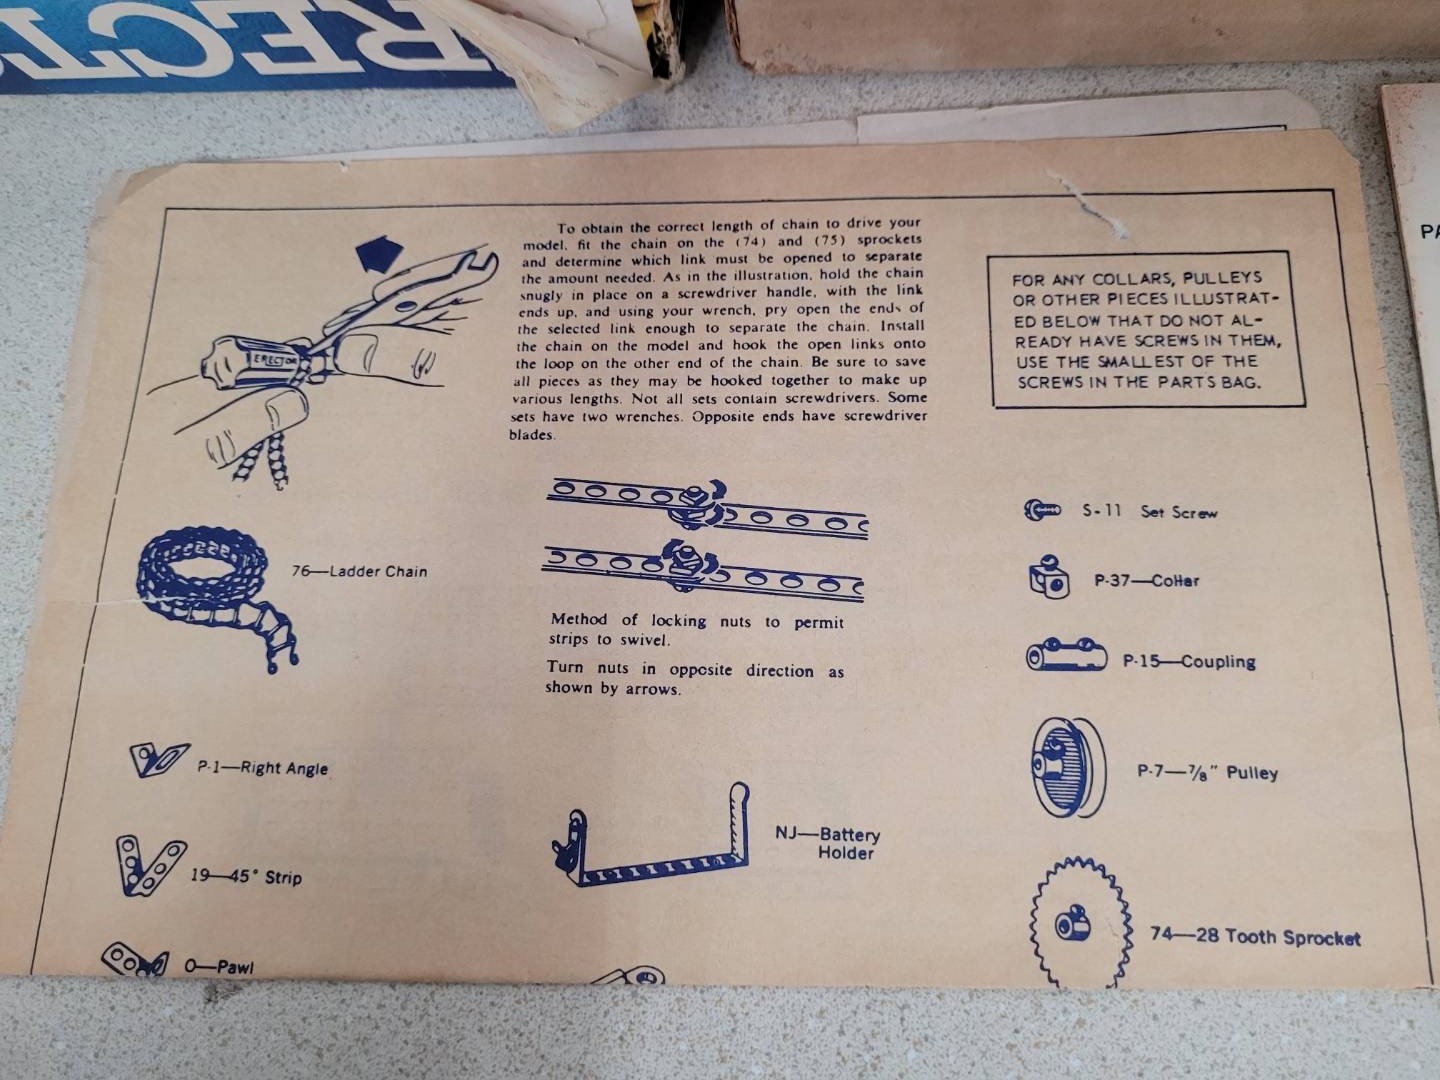 RECT
To obtain the correct length of chain to drive your
model, fit the chain on the (74) and (75) sprockets
and determine which link must be opened to separate
the amount needed. As in the illustration, hold the chain
snugly in place on a screwdriver handle, with the link
ends up, and using your wrench, pry open the ends of
the selected link enough to separate the chain. Install
the chain on the model and hook the open links onto
the loop on the other end of the chain. Be sure to save
all pieces as they may be hooked together to make up
various lengths. Not all sets contain screwdrivers. Some
sets have two wrenches. Opposite ends have screwdriver
blades.
ERECTOR
FOR ANY COLLARS, PULLEYS
OR OTHER PIECES ILLUSTRAT-
ED BELOW THAT DO NOT AL-
READY HAVE SCREWS IN THEM,
USE THE SMALLEST OF THE
SCREWS IN THE PARTS BAG.
76—Ladder Chain
Method of locking nuts to permit
strips to swivel.
Turn nuts in opposite direction as
shown by arrows.
S-11 Set Screw
P-37—Collar
P-15—Coupling
P-1—Right Angle
P-7—7/8" Pulley
NJ—Battery
Holder
19—45° Strip
74—28 Tooth Sprocket
O—Pawl
PA